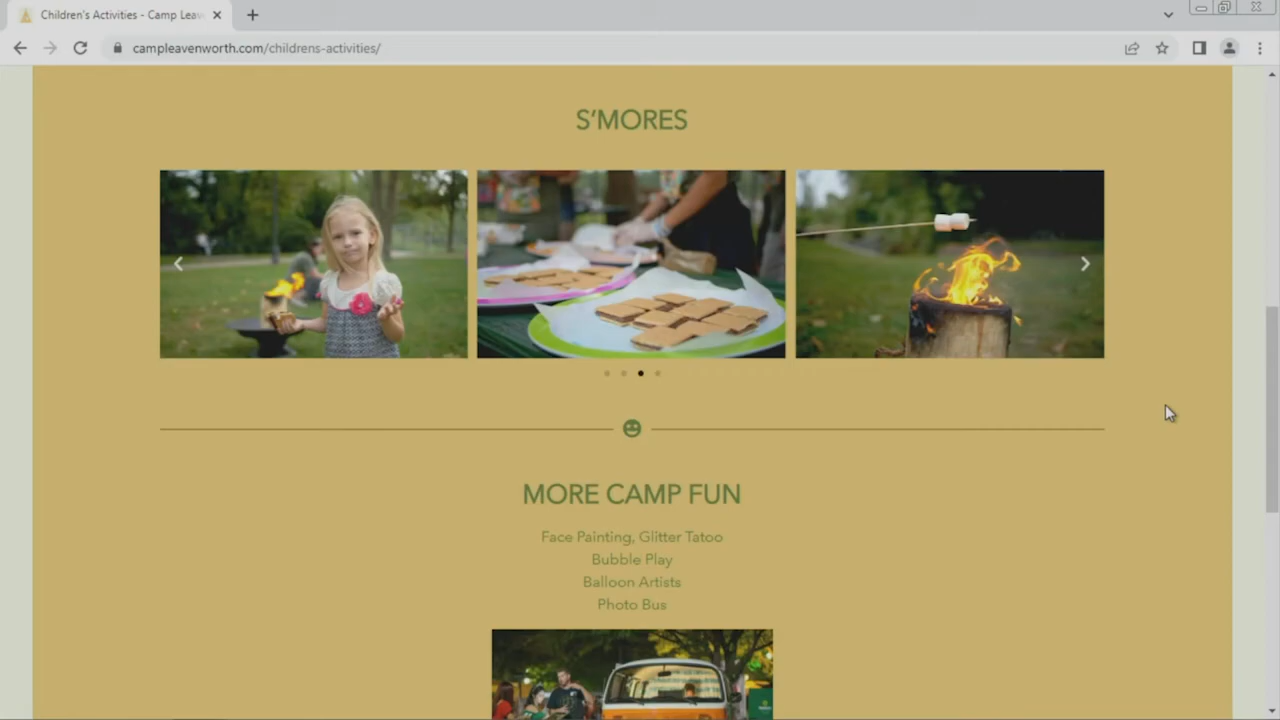 Children's Activities - Camp Leav
campleavenworth.com/childrens-activities/
S'MORES
MORE CAMP FUN
Face Painting, Glitter Tatoo
Bubble Play
Balloon Artists
Photo Bus